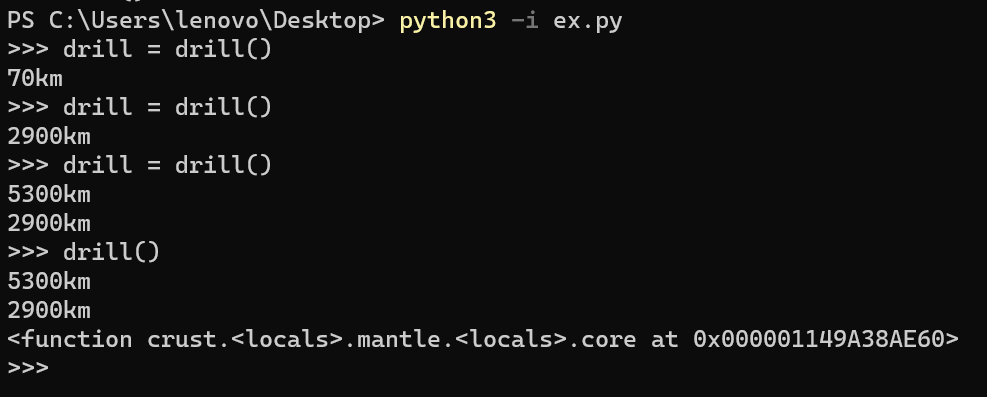 PS C:\Users\lenovo\Desktop> python3 -i ex.py
>>> drill = drill()
70km
>>> drill = drill()
2900km
>>> drill = drill()
5300km
2900km
>>> drill()
5300km
2900km
<function crust.<locals>.mantle.<locals>.core at 0x000001149A38AE60>
>>>